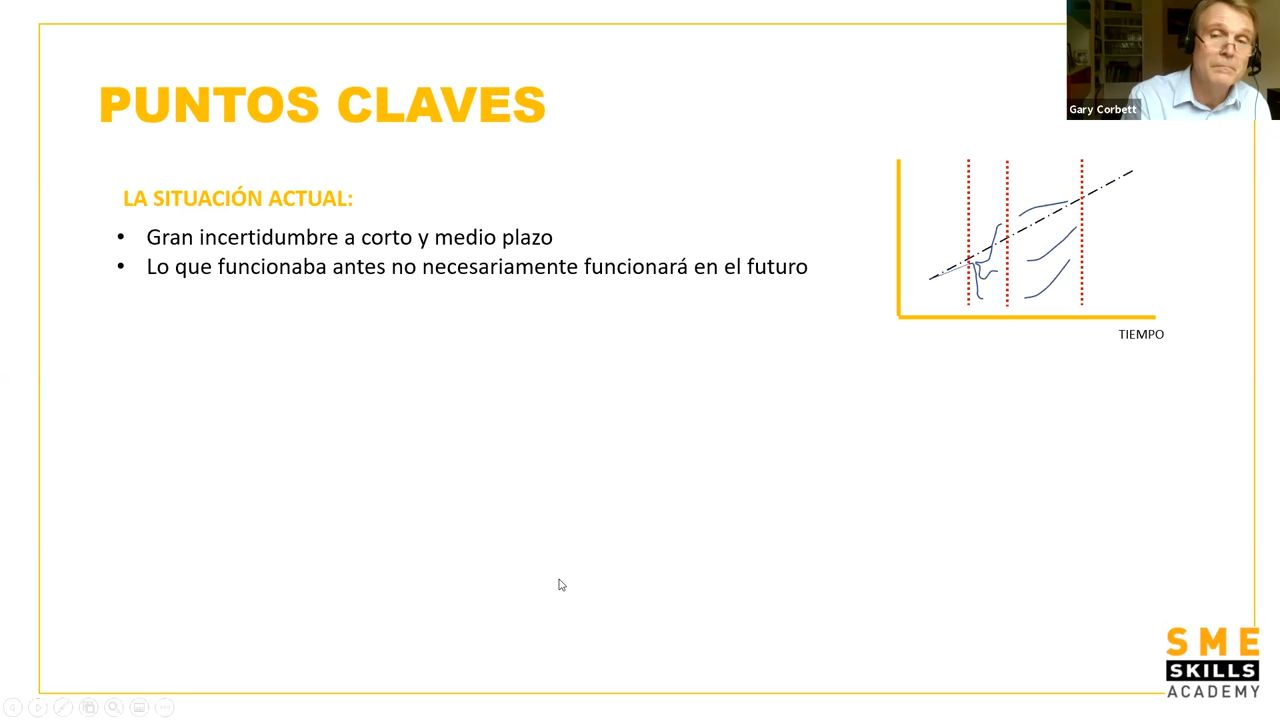 PUNTOS CLAVES
Gary Corbett
LA SITUACIÓN ACTUAL:
• Gran incertidumbre a corto y medio plazo
• Lo que funcionaba antes no necesariamente funcionará en el futuro
TIEMPO
SME
SKILLS
ACADEMY